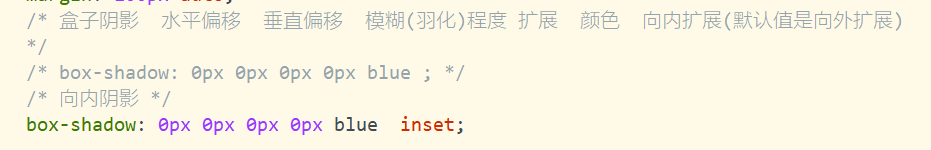 /* 盒子阴影  水平偏移  垂直偏移  模糊(羽化)程度 扩展  颜色  向内扩展(默认值是向外扩展)
*/
/* box-shadow: 0px 0px 0px 0px blue ; */
/* 向内阴影 */
box-shadow: 0px 0px 0px 0px blue  inset;